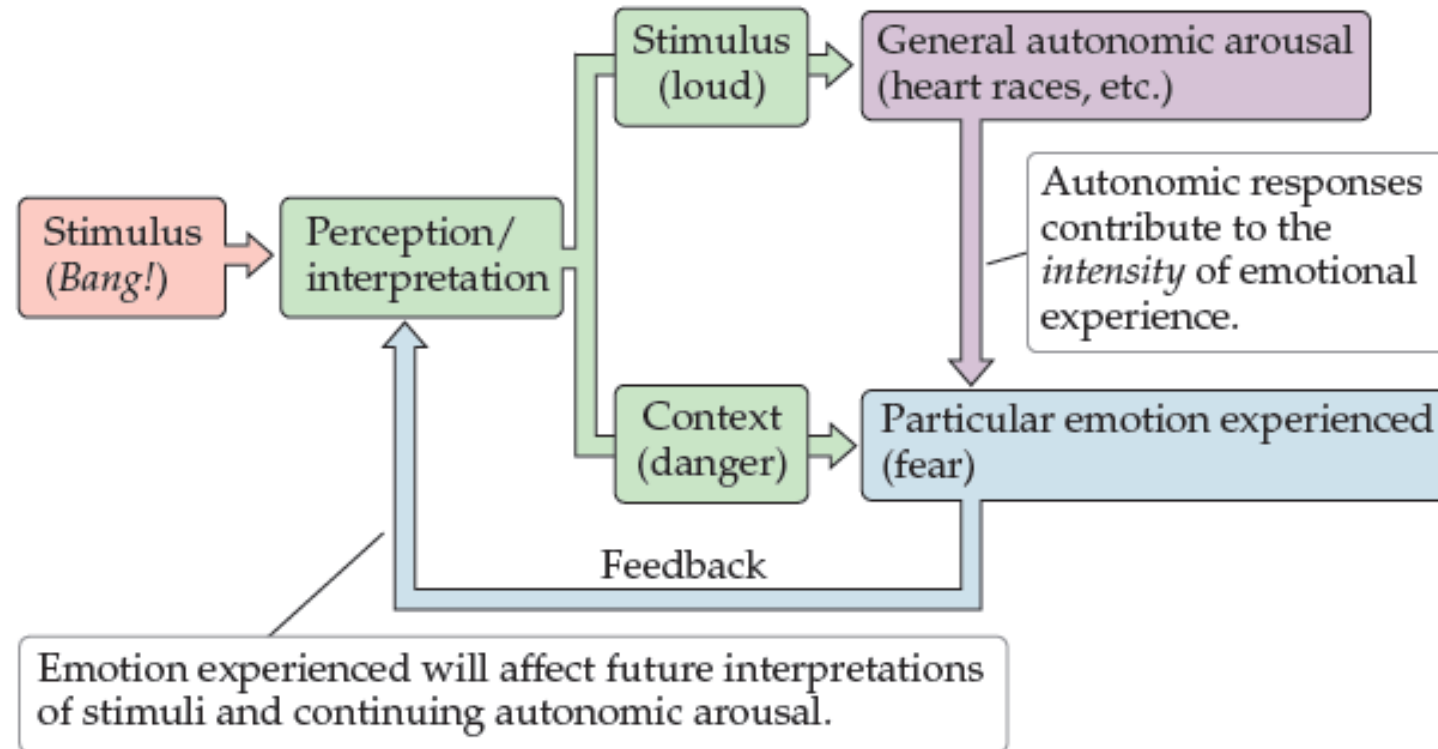 Stimulus
(loud)
General autonomic arousal
(heart races, etc.)
Stimulus
(Bang!)
Perception/
interpretation
Autonomic responses
contribute to the
intensity of emotional
experience.
Context
(danger)
Particular emotion experienced
(fear)
Feedback
Emotion experienced will affect future interpretations
of stimuli and continuing autonomic arousal.